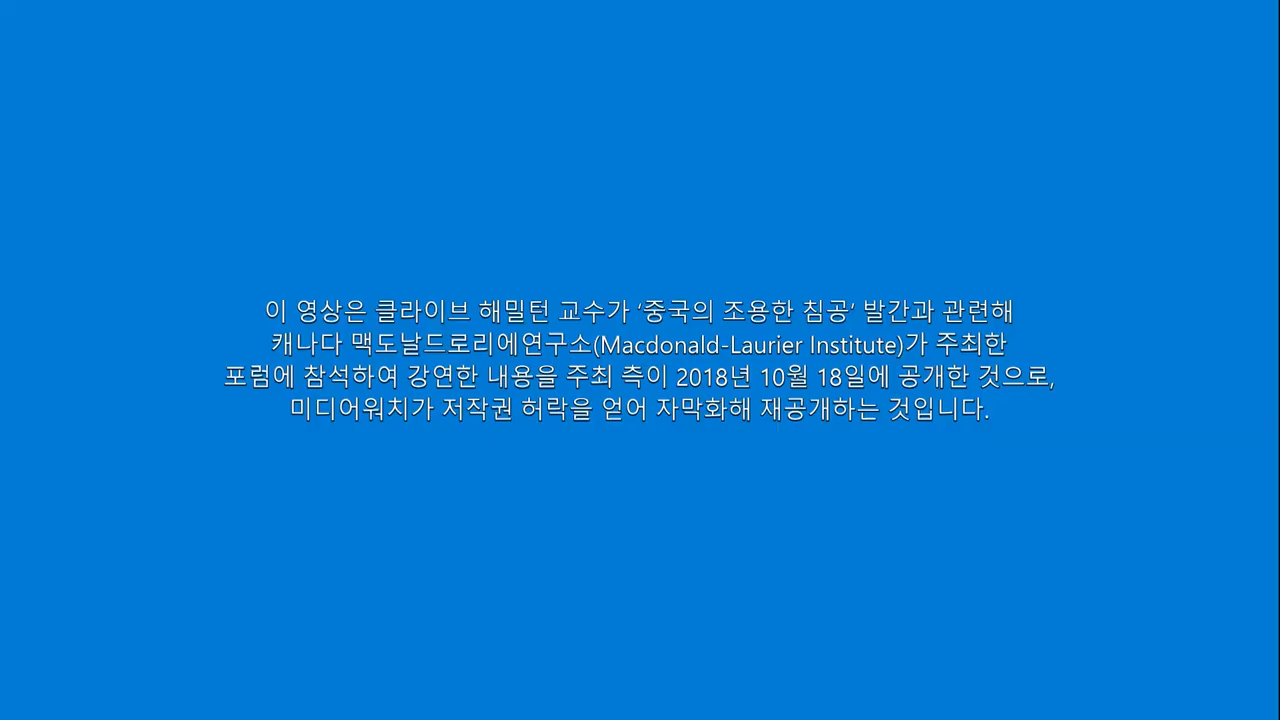 이 영상은 클라이브 해밀턴 교수가 ‘중국의 조용한 침공’ 발간과 관련해
캐나다 맥도날드로리에연구소(Macdonald-Laurier Institute)가 주최한
포럼에 참석하여 강연한 내용을 주최 측이 2018년 10월 18일에 공개한 것으로,
미디어워치가 저작권 허락을 얻어 자막화해 재공개하는 것입니다.